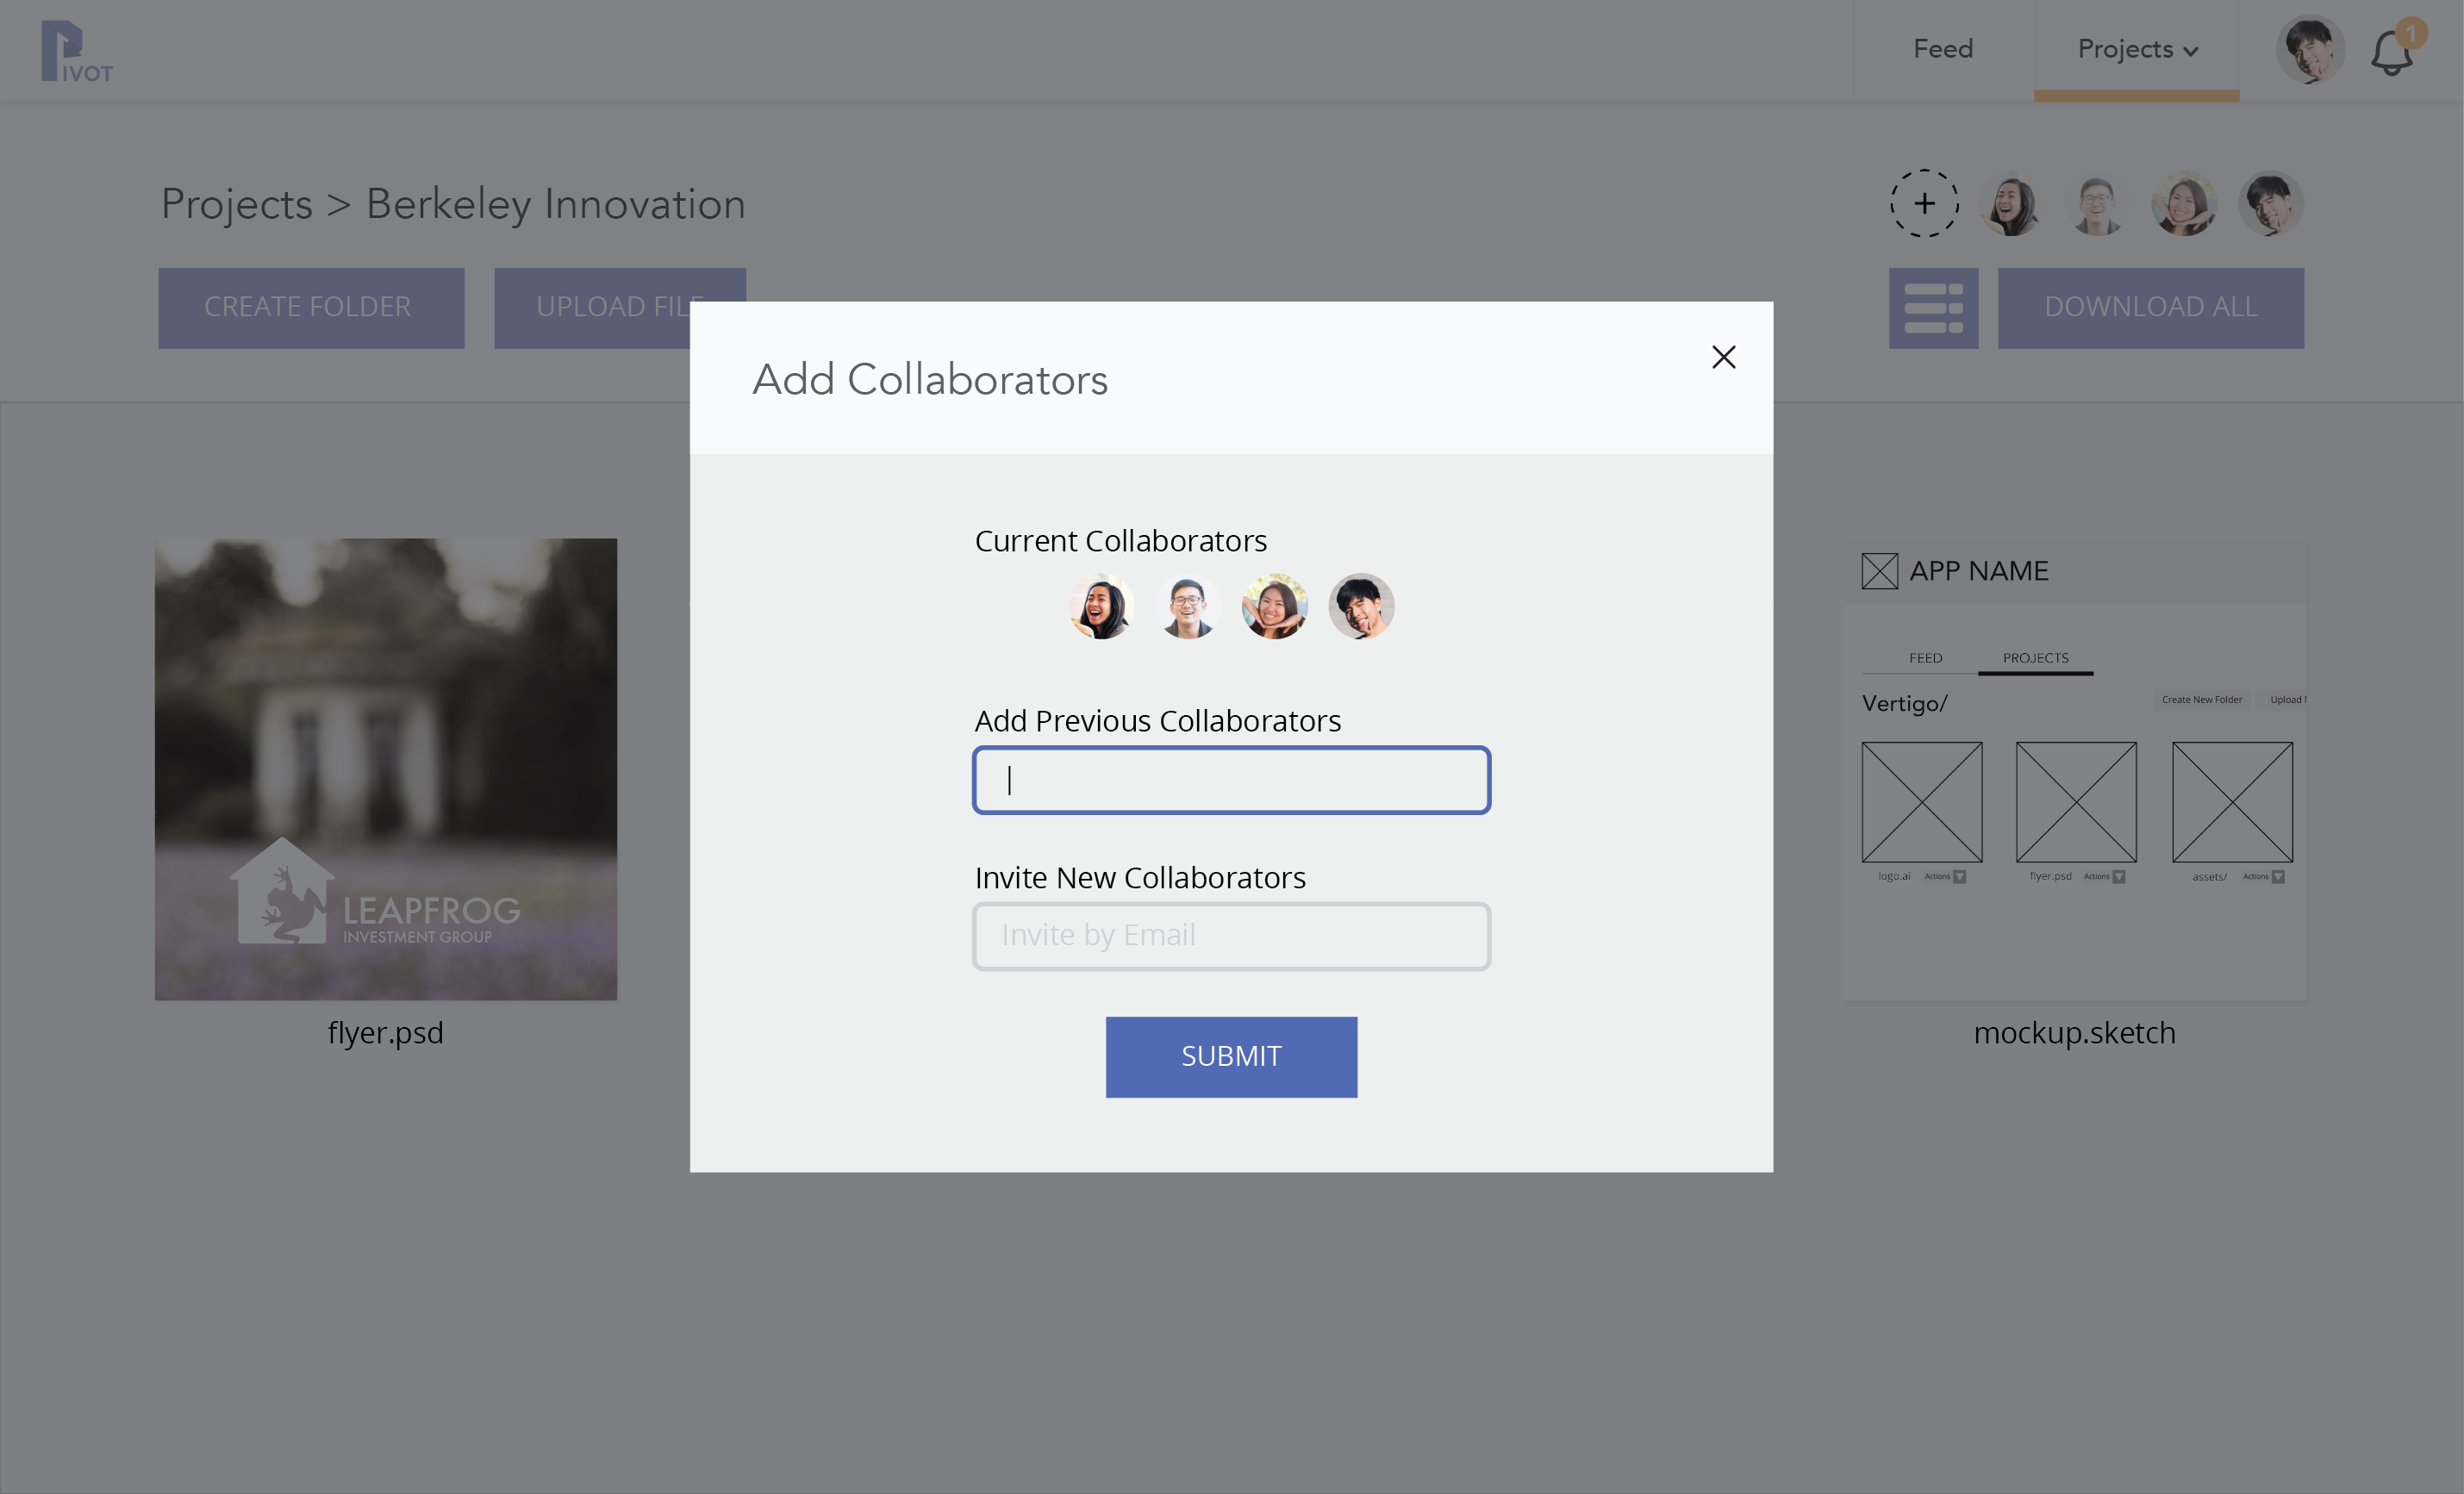 PIVOT
Feed
Projects
1
Projects > Berkeley Innovation
CREATE FOLDER
UPLOAD FIL
DOWNLOAD ALL
Add Collaborators
Current Collaborators
Add Previous Collaborators
Invite New Collaborators
Invite by Email
SUBMIT
LEAPFROG
INVESTMENT GROUP
flyer.psd
APP NAME
FEED
PROJECTS
Vertigo/
Create New Folder
Upload
logo.ai
Actions
flyer.psd
Actions
assets/
Actions
mockup.sketch